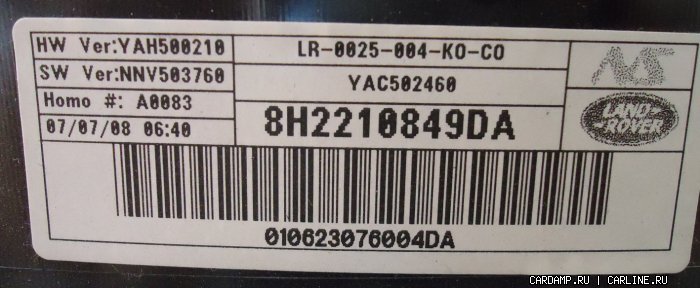 HW Ver:YAH500210
LR-0025-004-KO-CO
SW Ver:NNV503760
YAC502460
Homo #: A0083
8H2210849DA
07/07/08 06:40
LAND ROVER
010623076004DA
CARDAMP.RU | CARLINE.RU